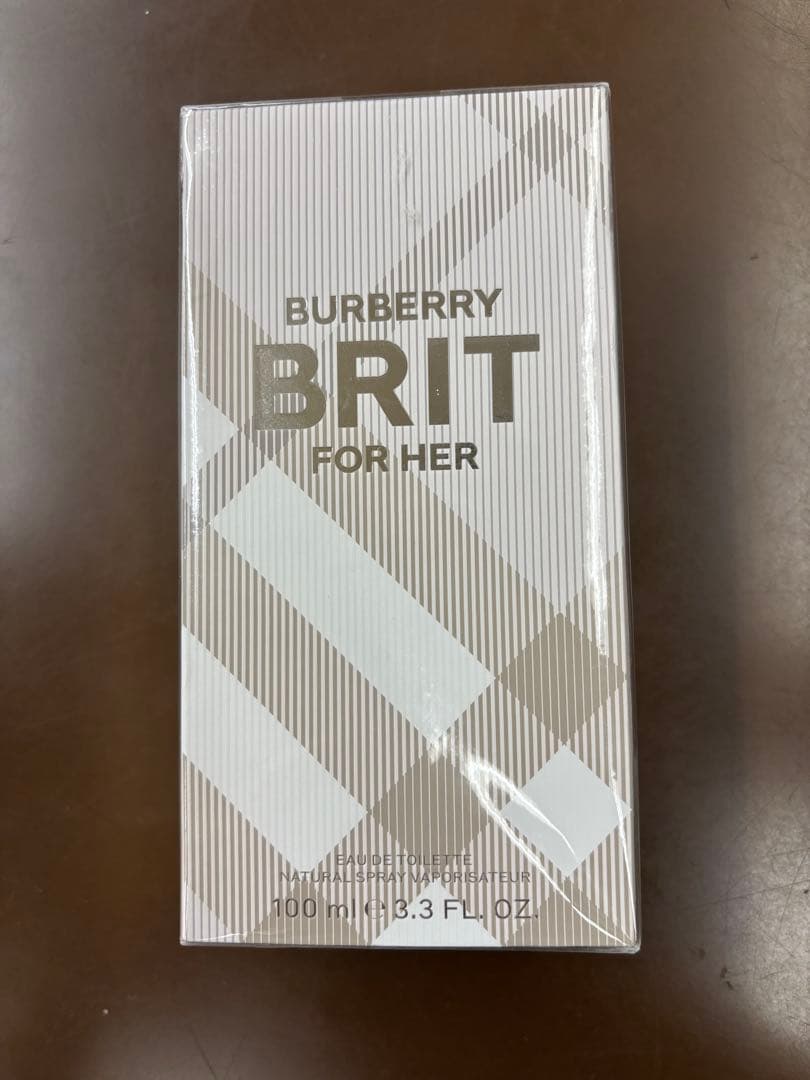 BURBERRY
BRIT
FOR HER
EAU DE TOILETTE
NATURAL SPRAY VAPORISATEUR
100 ml ℮ 3.3 FL. OZ.